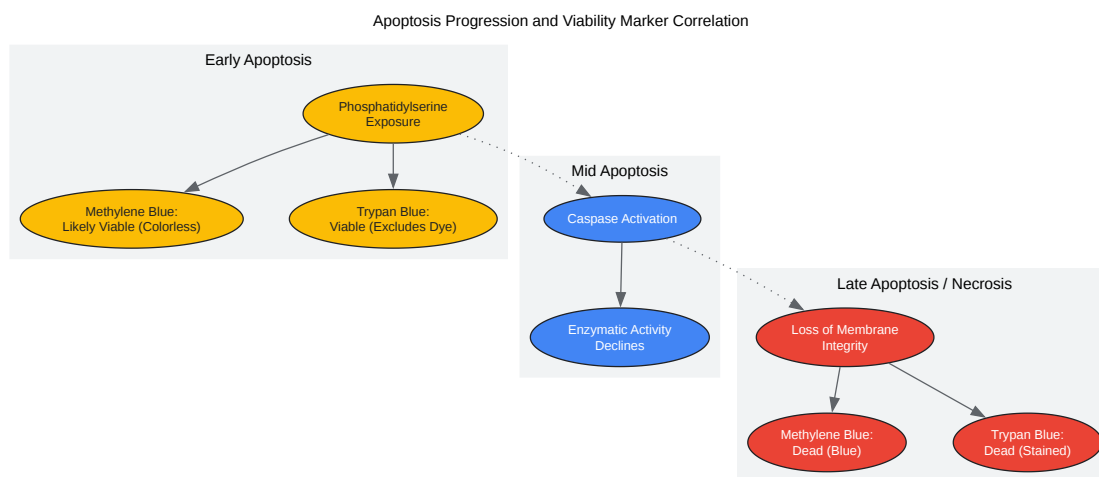 Apoptosis Progression and Viability Marker Correlation
Early Apoptosis
Phosphatidylserine
Exposure
Methylene Blue:
Likely Viable (Colorless)
Trypan Blue:
Viable (Excludes Dye)
Mid Apoptosis
Caspase Activation
Enzymatic Activity
Declines
Late Apoptosis / Necrosis
Loss of Membrane
Integrity
Methylene Blue:
Dead (Blue)
Trypan Blue:
Dead (Stained)